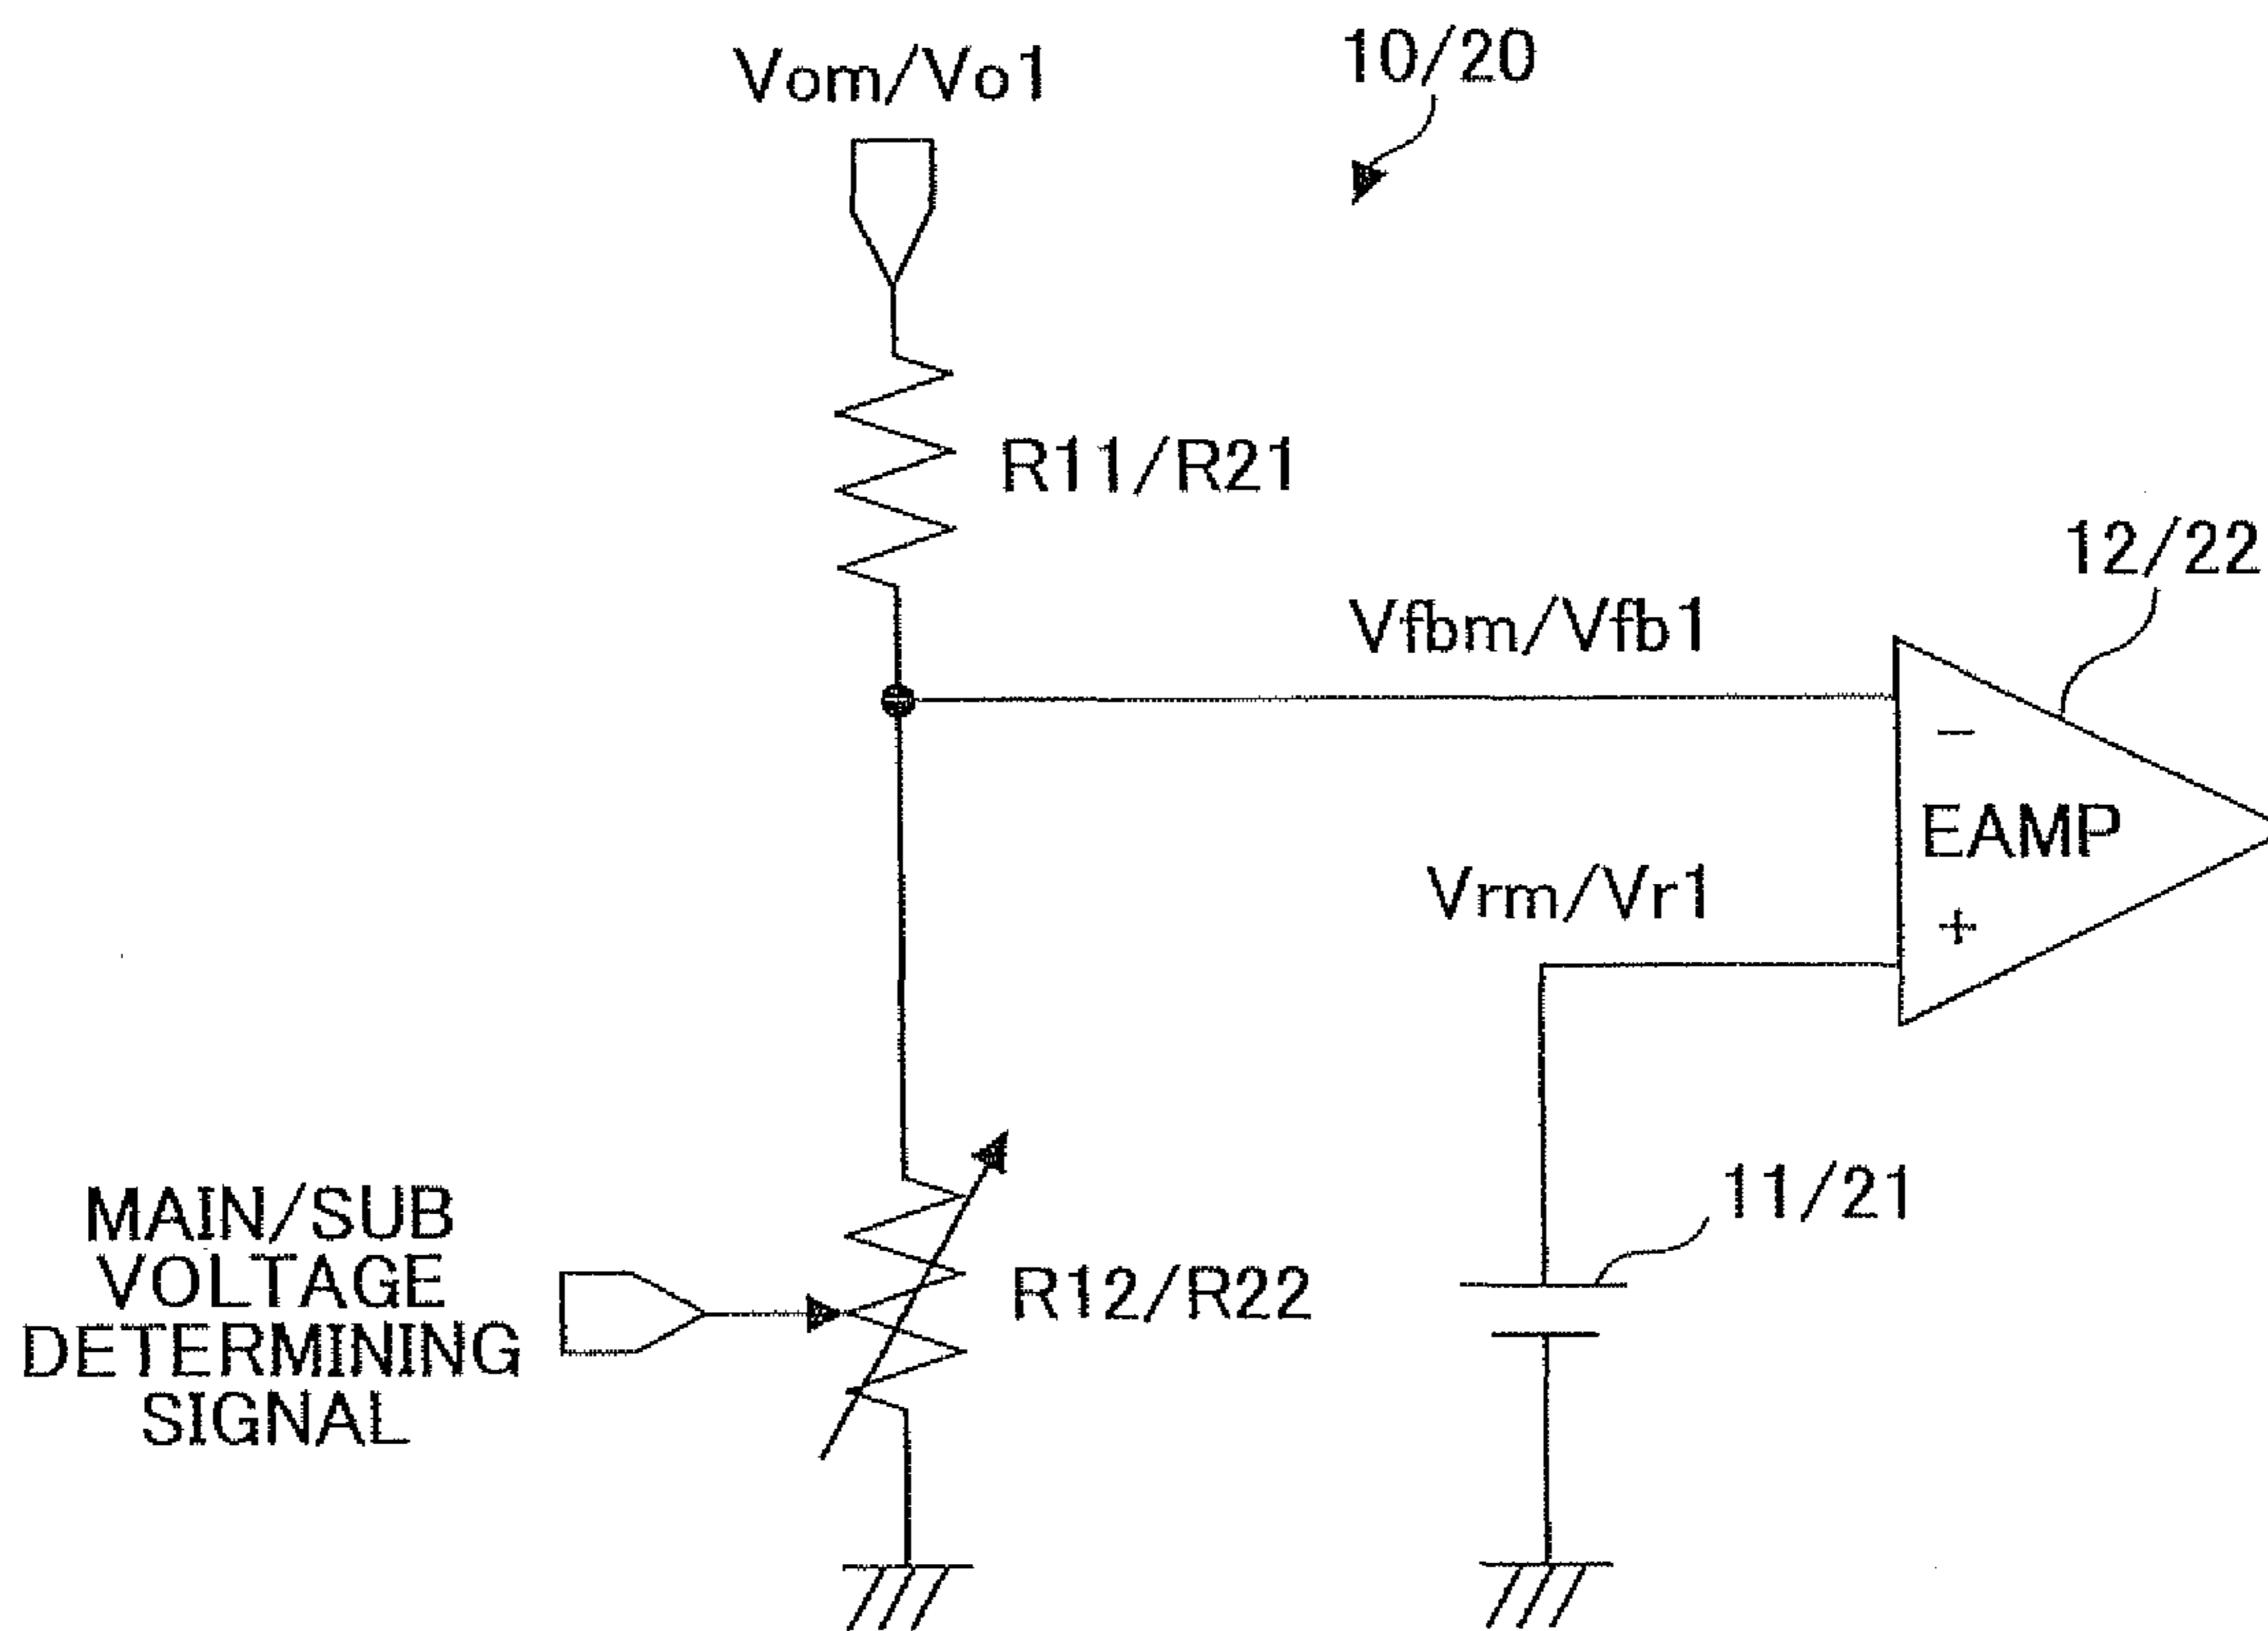 Vom/Vo1
10/20
R11/R21
12/22
Vfbm/Vfb1
−
EAMP
Vrm/Vr1
+
11/21
MAIN/SUB
VOLTAGE
DETERMINING
SIGNAL
R12/R22